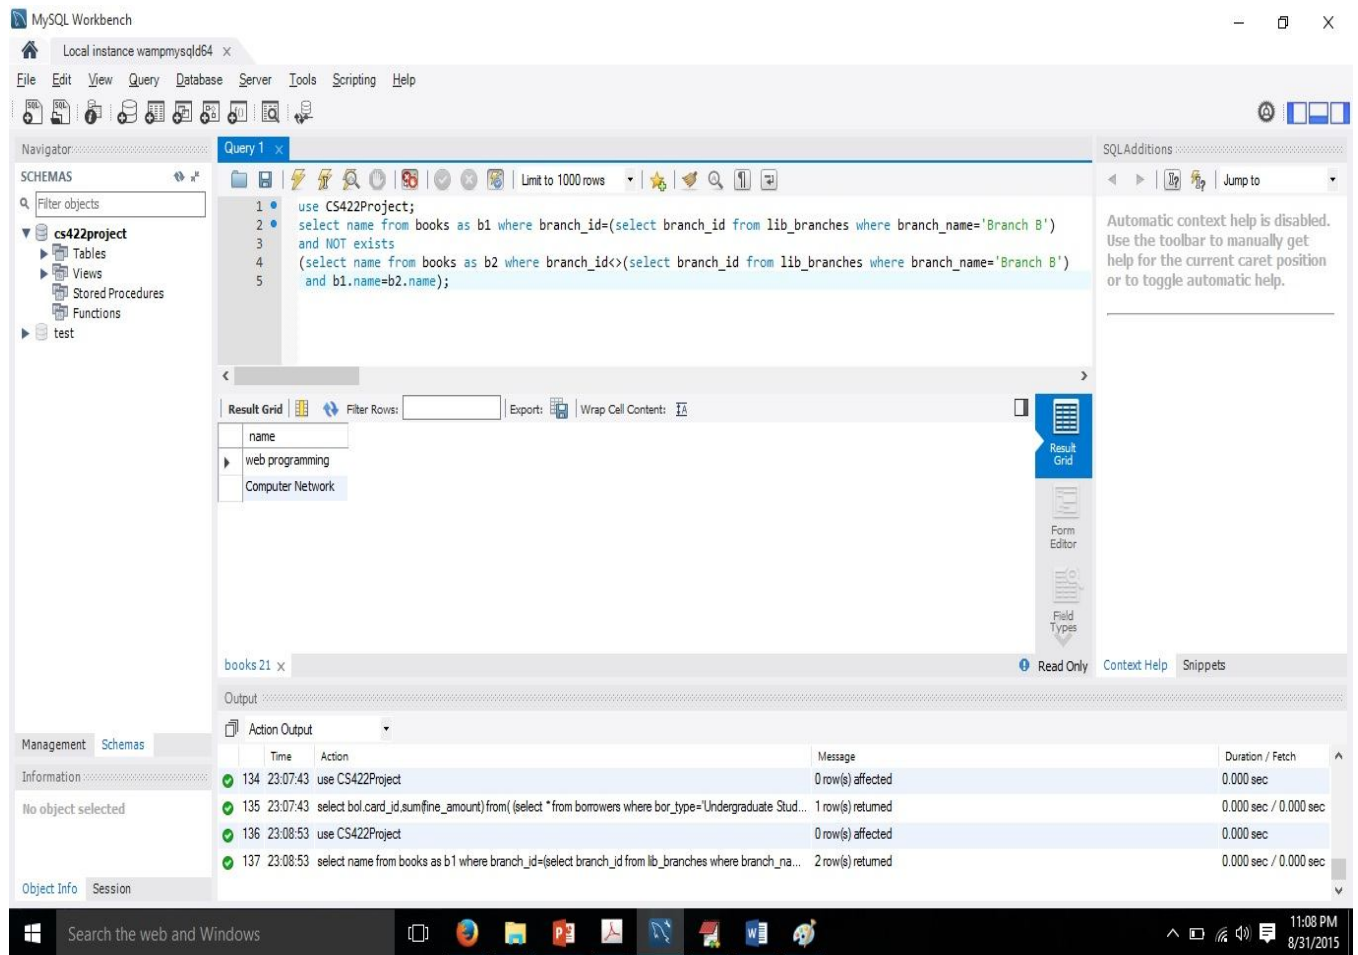 MySQL Workbench
Local instance wampmysqld64
File Edit View Query Database Server Tools Scripting Help
Navigator
SCHEMAS
Filter objects
cs422project
Tables
Views
Stored Procedures
Functions
test
Management Schemas
Information
No object selected
Object Info Session
Query 1
Limit to 1000 rows
1 use CS422Project;
2 select name from books as b1 where branch_id=(select branch_id from lib_branches where branch_name='Branch B')
3 and NOT exists
4 (select name from books as b2 where branch_id<>(select branch_id from lib_branches where branch_name='Branch B')
5 and b1.name=b2.name);
Result Grid Filter Rows: Export: Wrap Cell Content:
name
web programming
Computer Network
Result
Grid
Form
Editor
Field
Types
books 21
Read Only
SQLAdditions
Jump to
Automatic context help is disabled.
Use the toolbar to manually get
help for the current caret position
or to toggle automatic help.
Context Help Snippets
Output
Action Output
Time Action Message Duration / Fetch
134 23:07:43 use CS422Project 0 row(s) affected 0.000 sec
135 23:07:43 select bol.card_id,sum(fine_amount) from( (select * from borrowers where bor_type='Undergraduate Stud... 1 row(s) returned 0.000 sec / 0.000 sec
136 23:08:53 use CS422Project 0 row(s) affected 0.000 sec
137 23:08:53 select name from books as b1 where branch_id=(select branch_id from lib_branches where branch_na... 2 row(s) returned 0.000 sec / 0.000 sec
Search the web and Windows
11:08 PM
8/31/2015